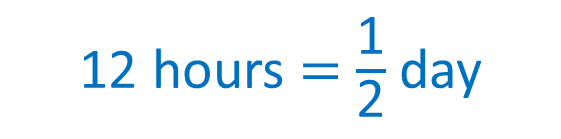 12 hours = 1/2 day